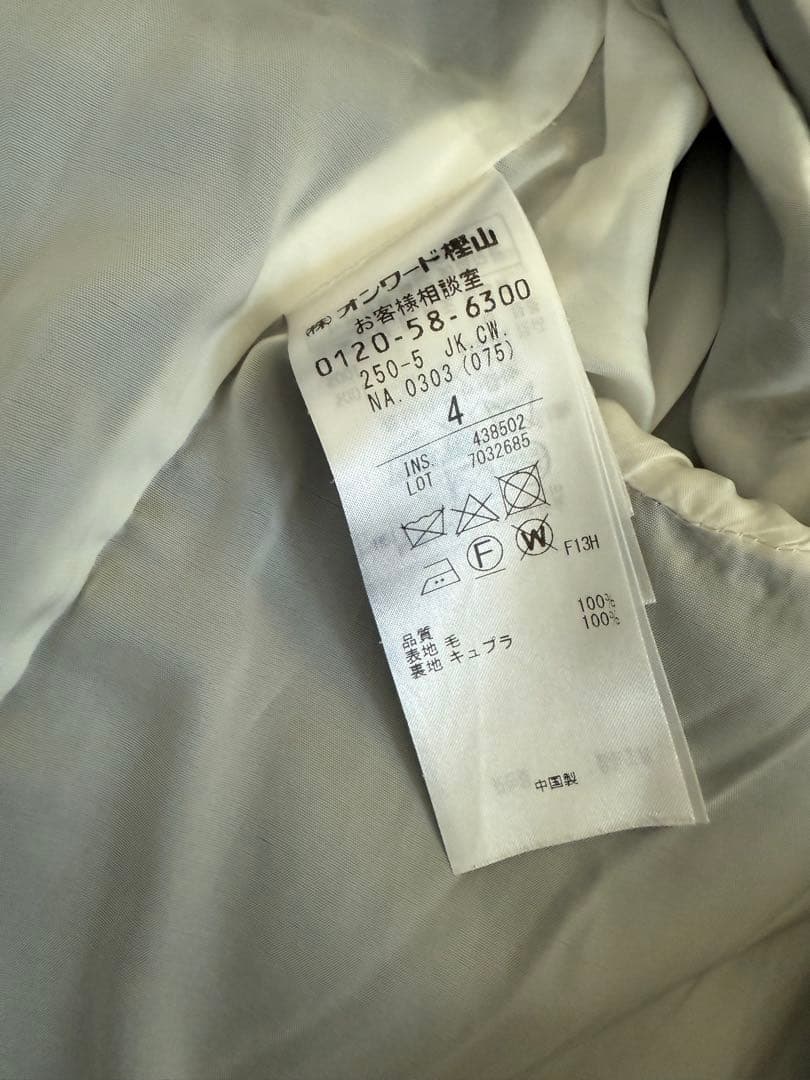 ㈱オンワード樫山
お客様相談室
0120-58-6300
250-5 JK.CW.
NA.0303(075)
4
INS. 438502
LOT 7032685
F W F13H
品質
表地 毛 100%
裏地 キュプラ 100%
中国製